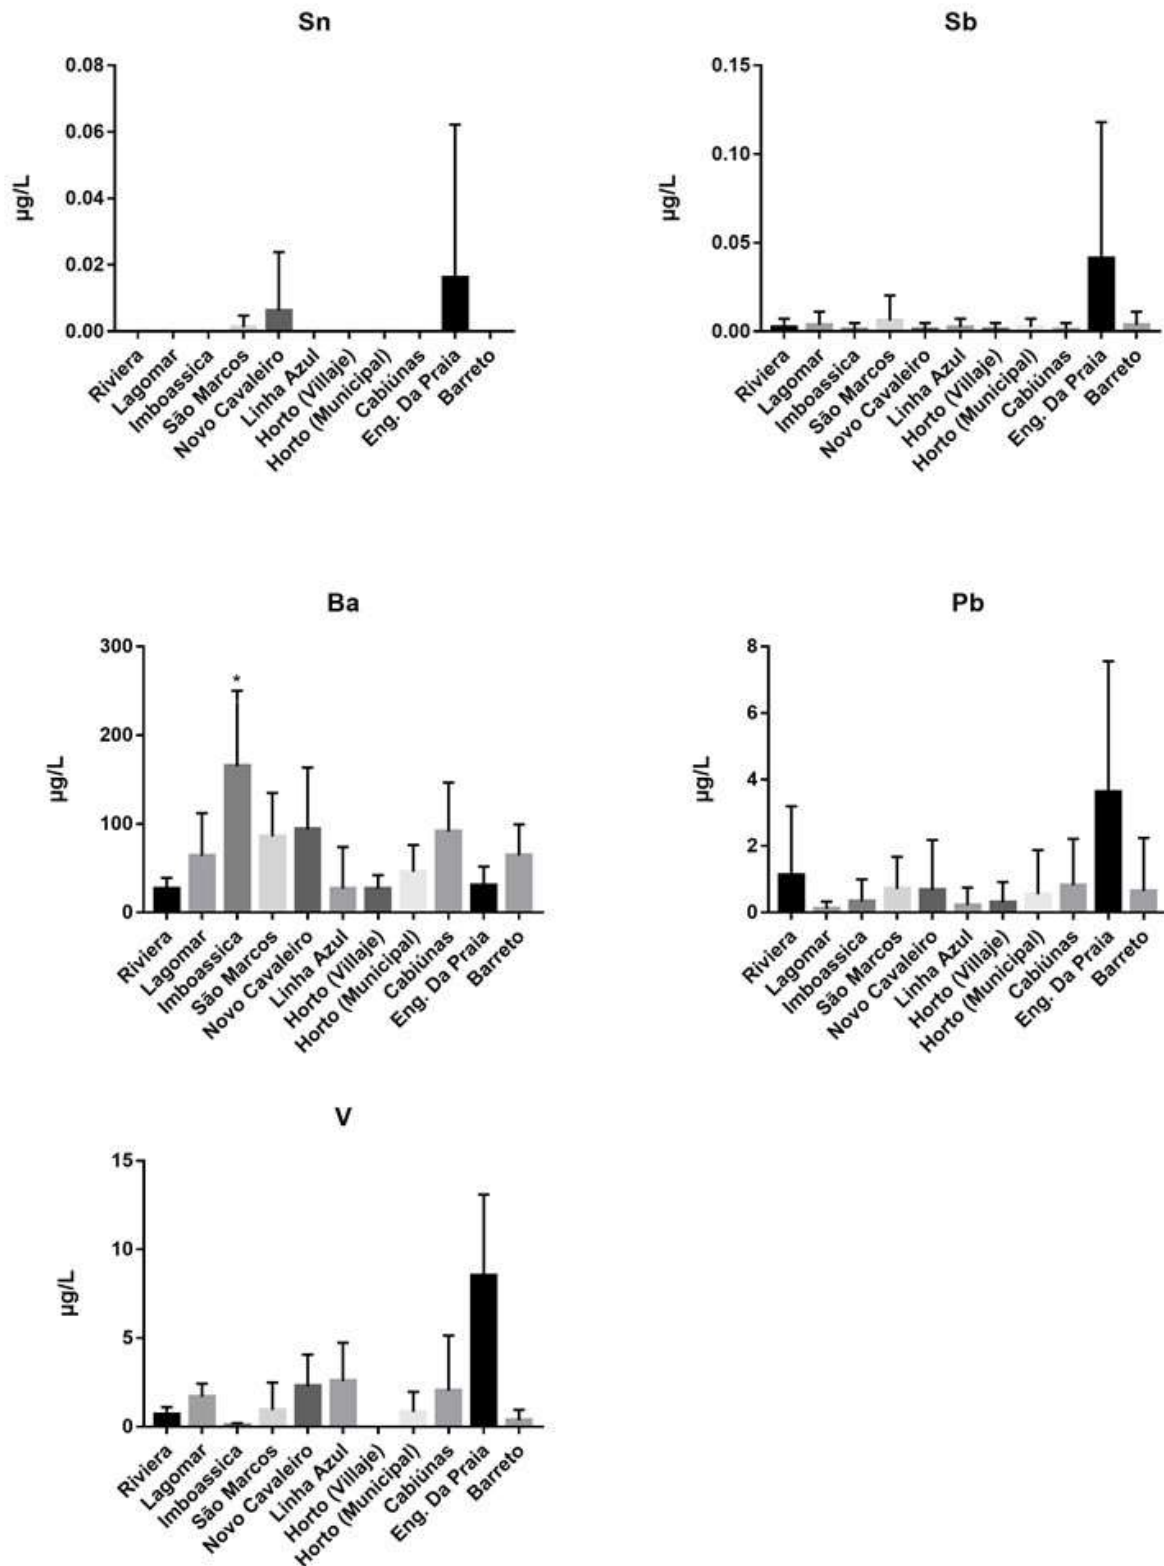 Sn
µg/L
0.08
0.06
0.04
0.02
0.00
Riviera
Lagomar
Imboassica
São Marcos
Novo Cavaleiro
Linha Azul
Horto (Villaje)
Horto (Municipal)
Cabiúnas
Eng. Da Praia
Barreto
Sb
µg/L
0.15
0.10
0.05
0.00
Riviera
Lagomar
Imboassica
São Marcos
Novo Cavaleiro
Linha Azul
Horto (Villaje)
Horto (Municipal)
Cabiúnas
Eng. Da Praia
Barreto
Ba
µg/L
300
200
100
0
*
Riviera
Lagomar
Imboassica
São Marcos
Novo Cavaleiro
Linha Azul
Horto (Villaje)
Horto (Municipal)
Cabiúnas
Eng. Da Praia
Barreto
Pb
µg/L
8
6
4
2
0
Riviera
Lagomar
Imboassica
São Marcos
Novo Cavaleiro
Linha Azul
Horto (Villaje)
Horto (Municipal)
Cabiúnas
Eng. Da Praia
Barreto
V
µg/L
15
10
5
0
Riviera
Lagomar
Imboassica
São Marcos
Novo Cavaleiro
Linha Azul
Horto (Villaje)
Horto (Municipal)
Cabiúnas
Eng. Da Praia
Barreto